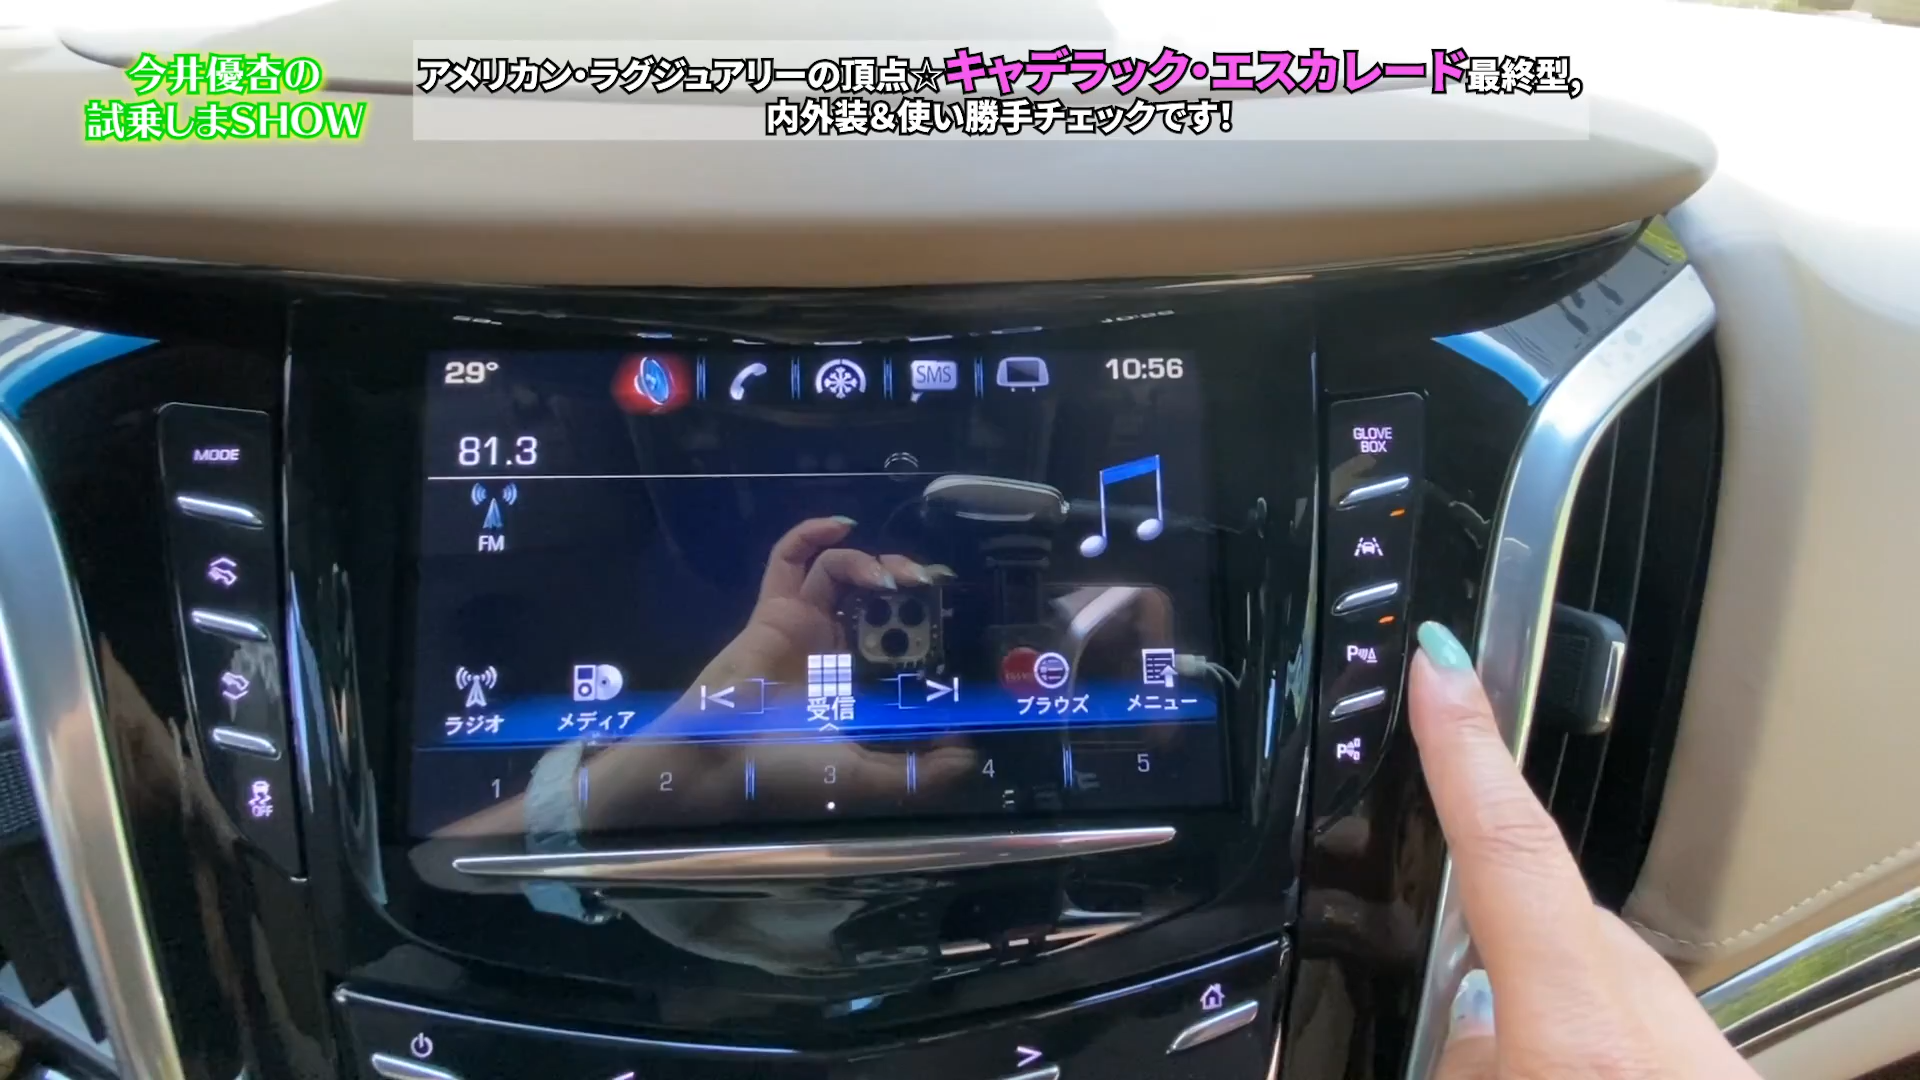 今井優杏の
試乗しまSHOW
アメリカン・ラグジュアリーの頂点☆キャデラック・エスカレード最終型,
内外装&使い勝手チェックです!
29° SMS 10:56
81.3
FM
ラジオ メディア 受信 ブラウズ メニュー
1 2 3 4 5
MODE
OFF
GLOVE
BOX
P
P